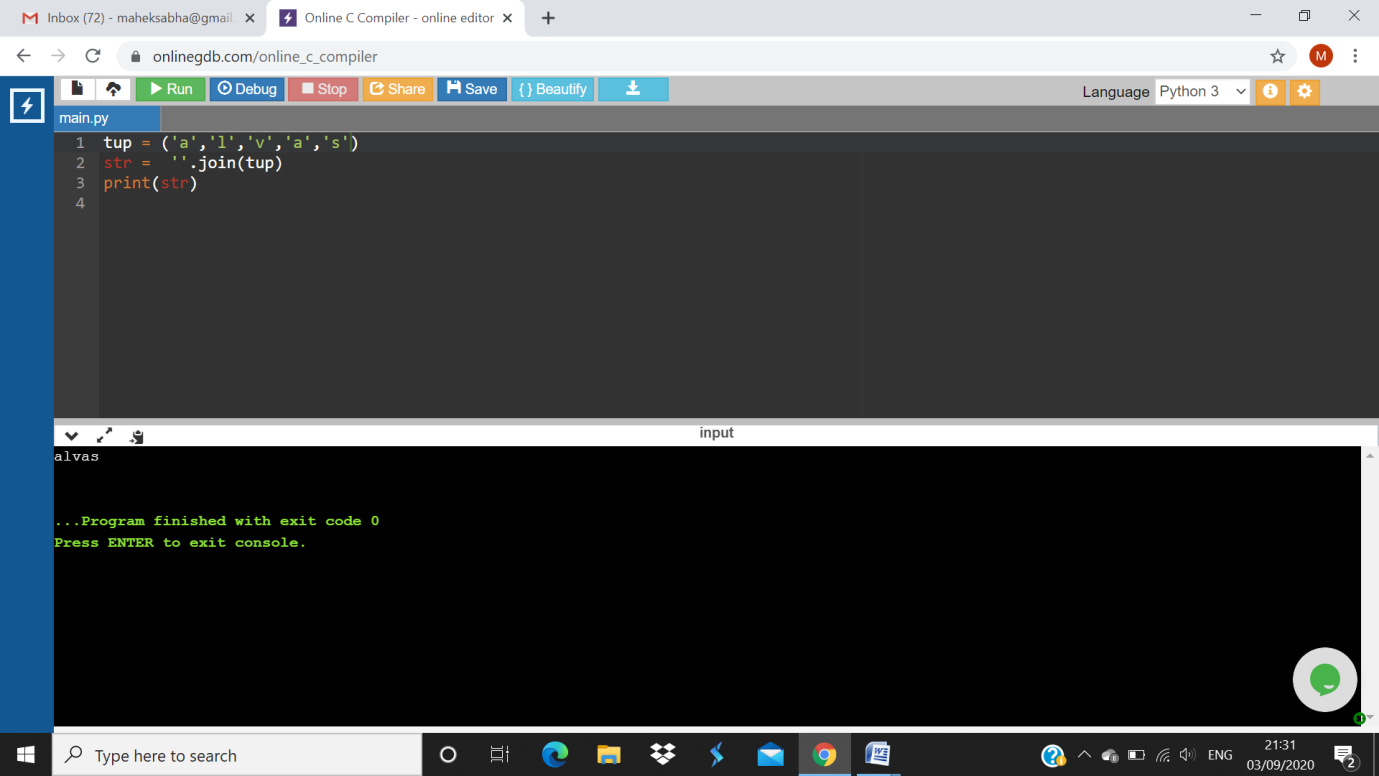 Inbox (72) - maheksabha@gmail
Online C Compiler - online editor
onlinegdb.com/online_c_compiler
M
Run Debug Stop Share Save { } Beautify
Language Python 3
main.py
1 tup = ('a','l','v','a','s')
2 str =  ''.join(tup)
3 print(str)
4
input
alvas
...Program finished with exit code 0
Press ENTER to exit console.
Type here to search
ENG
21:31
03/09/2020
2